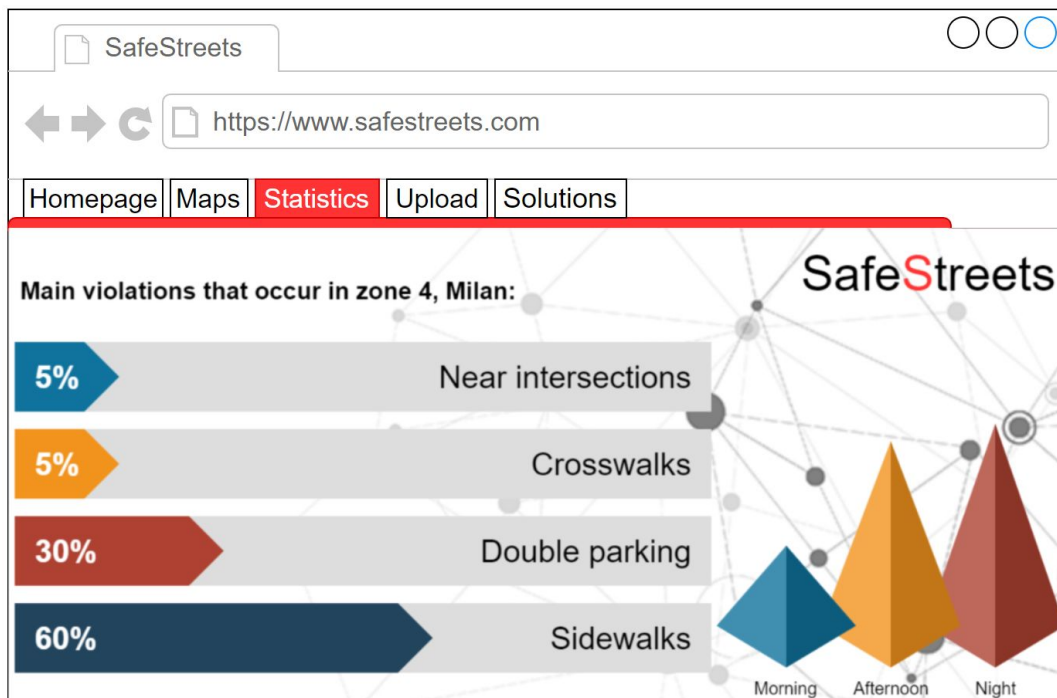 SafeStreets
https://www.safestreets.com
Homepage Maps Statistics Upload Solutions
SafeStreets
Main violations that occur in zone 4, Milan:
5% Near intersections
5% Crosswalks
30% Double parking
60% Sidewalks
Morning Afternoon Night